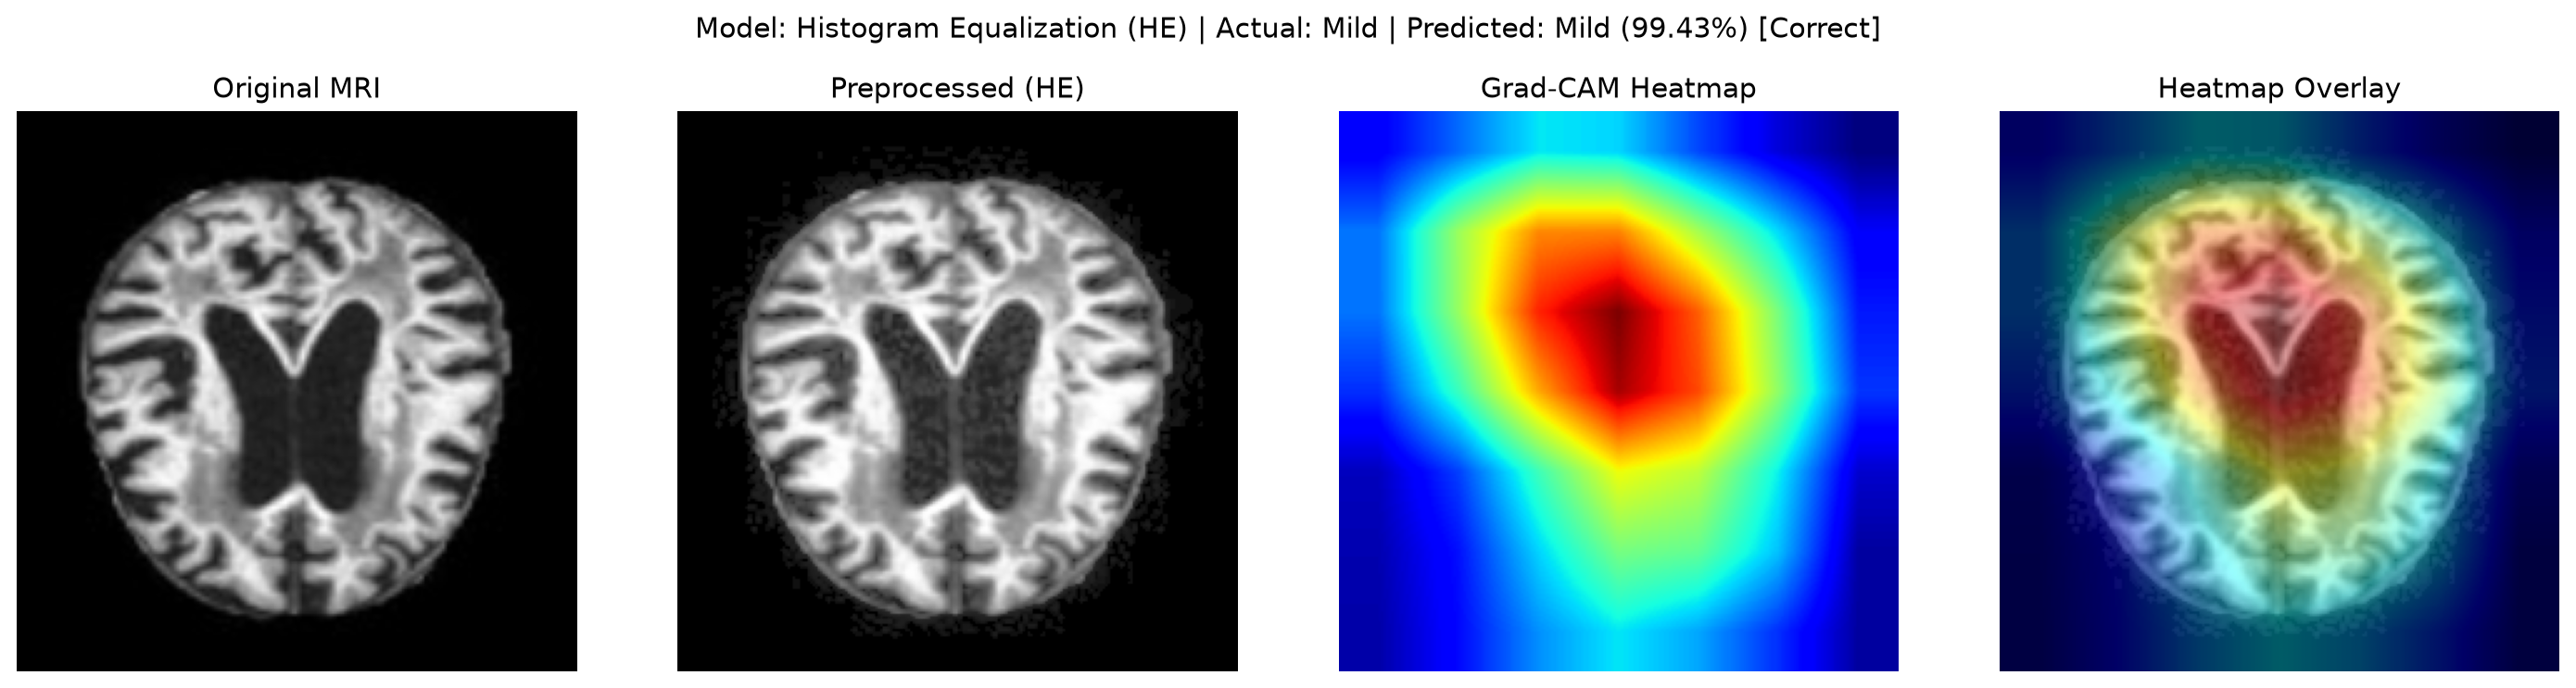 Model: Histogram Equalization (HE) | Actual: Mild | Predicted: Mild (99.43%) [Correct]
Original MRI
Preprocessed (HE)
Grad-CAM Heatmap
Heatmap Overlay